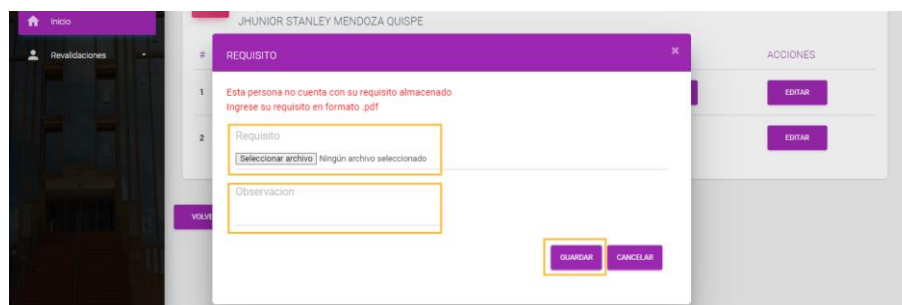 Inicio
JHUNIOR STANLEY MENDOZA QUISPE
Revalidaciones
#
REQUISITO
×
ACCIONES
1
Esta persona no cuenta con su requisito almacenado
Ingrese su requisito en formato .pdf
EDITAR
2
Requisito
Seleccionar archivo Ningún archivo seleccionado
EDITAR
Observacion
VOLVE
GUARDAR
CANCELAR